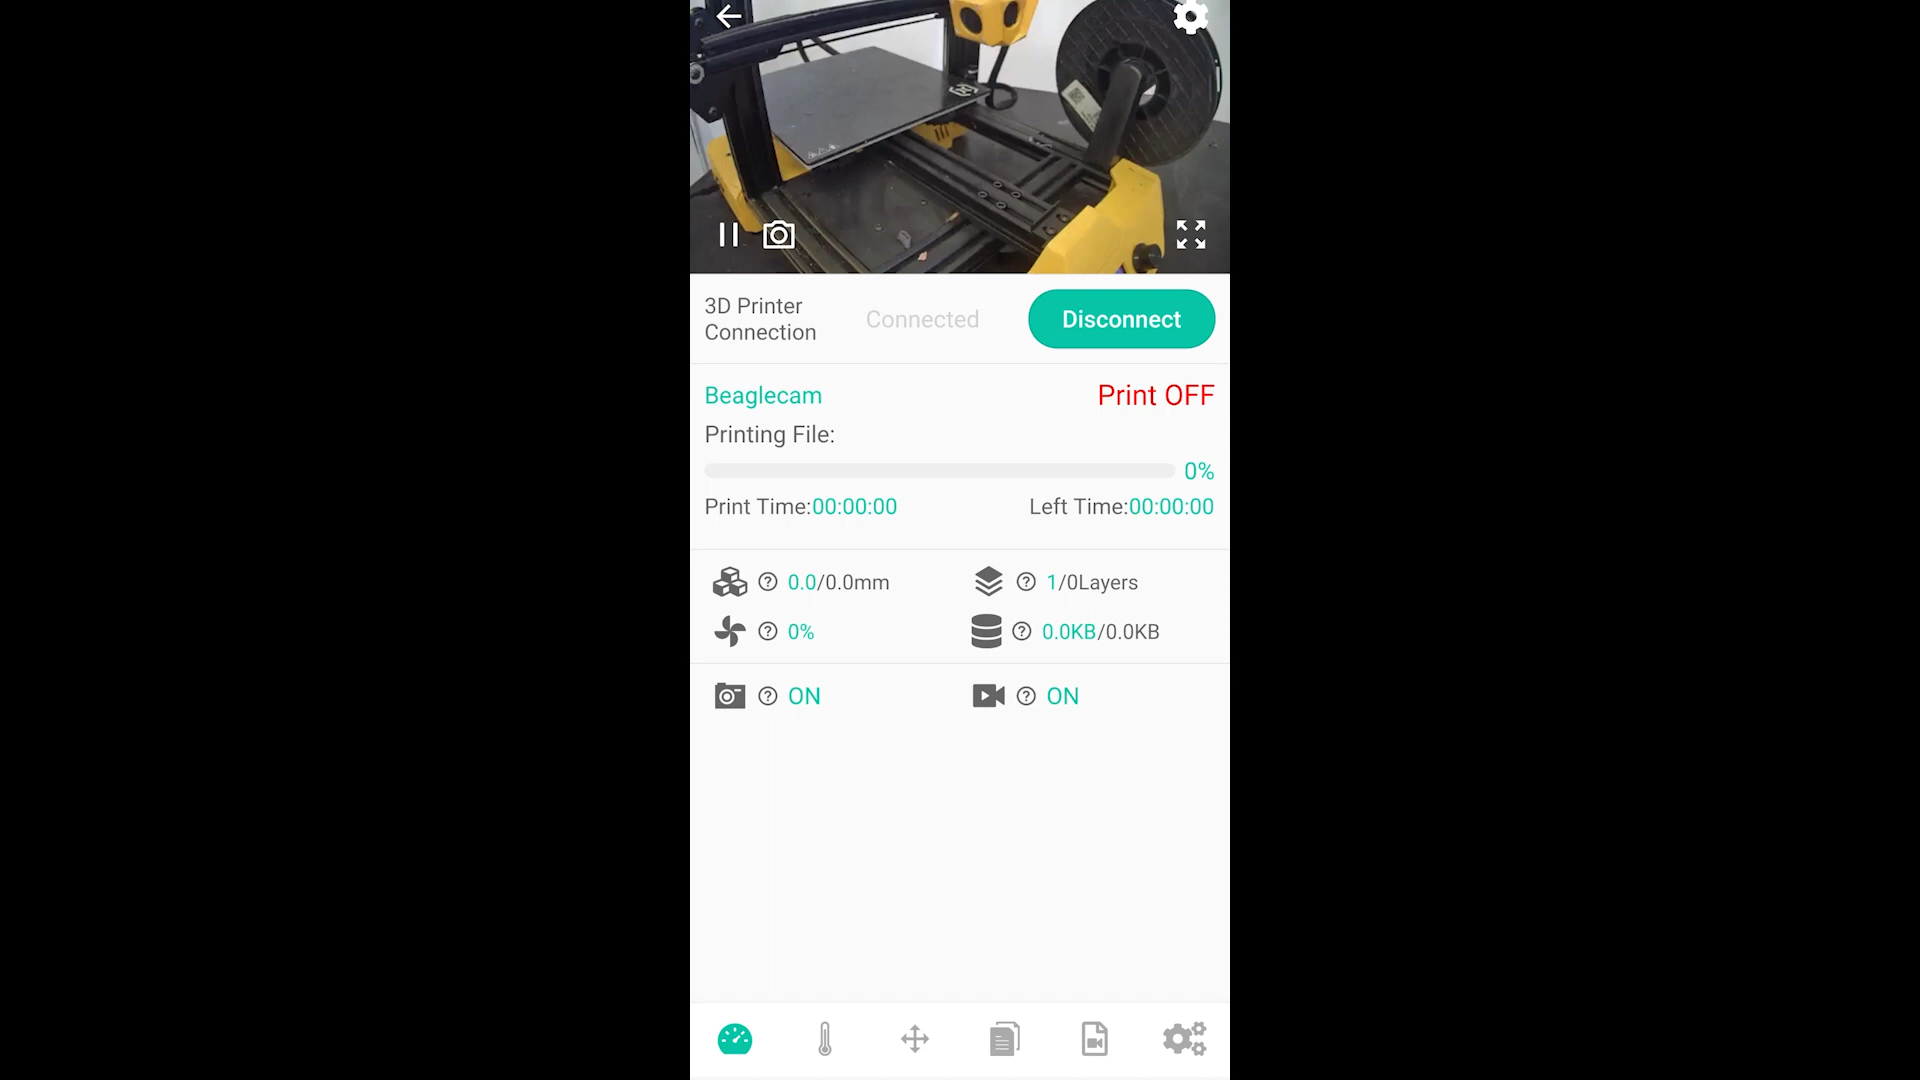 3D Printer
Connection
Connected
Disconnect
Beaglecam
Print OFF
Printing File:
0%
Print Time:00:00:00
Left Time:00:00:00
0.0/0.0mm
1/0Layers
0%
0.0KB/0.0KB
ON
ON